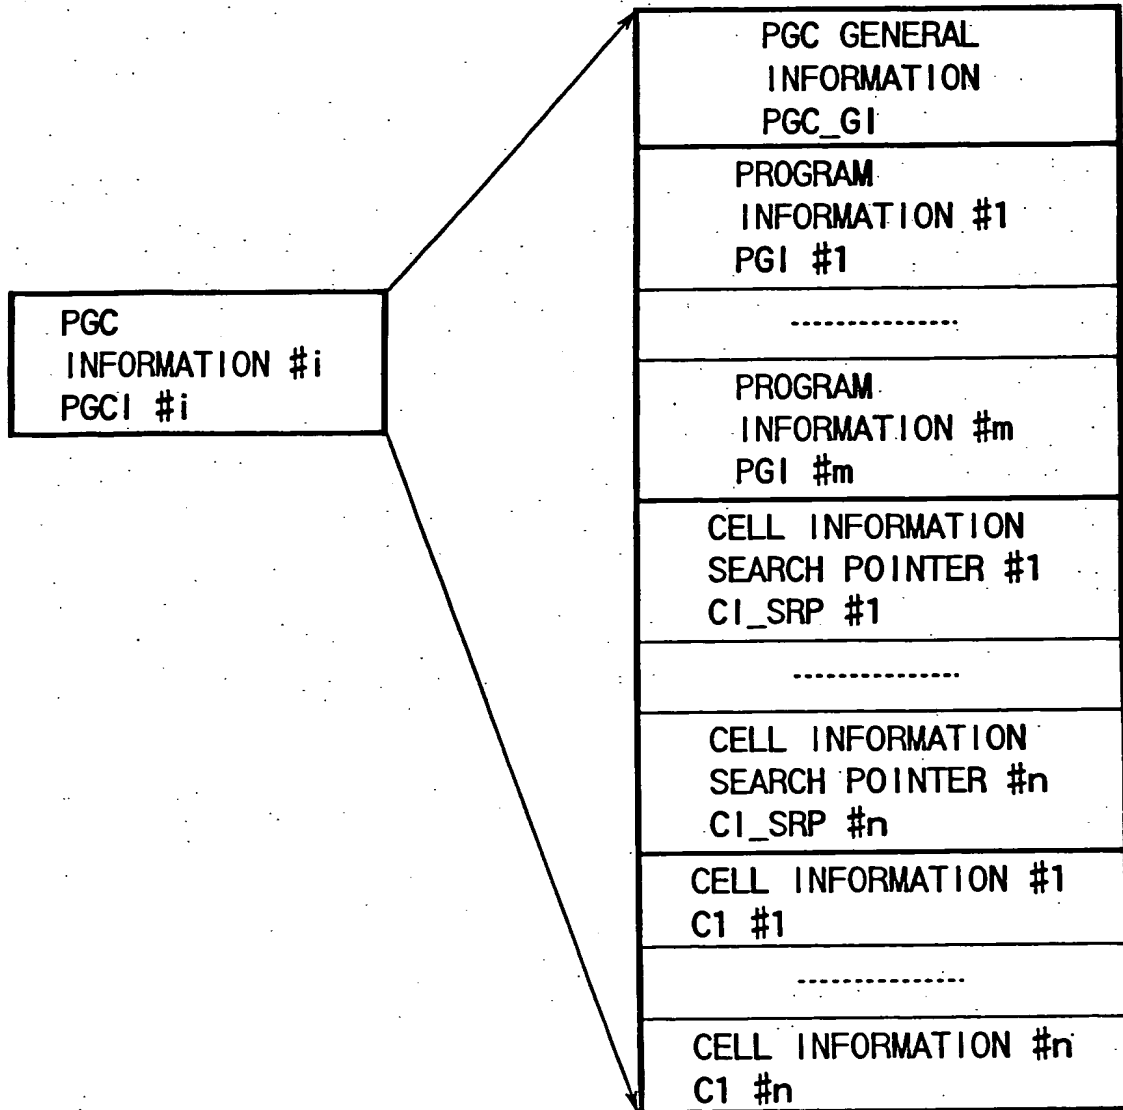 PGC
INFORMATION #i
PGCI #i
PGC GENERAL
INFORMATION
PGC_GI
PROGRAM
INFORMATION #1
PGI #1
PROGRAM
INFORMATION #m
PGI #m
CELL INFORMATION
SEARCH POINTER #1
CI_SRP #1
CELL INFORMATION
SEARCH POINTER #n
CI_SRP #n
CELL INFORMATION #1
C1 #1
CELL INFORMATION #n
C1 #n